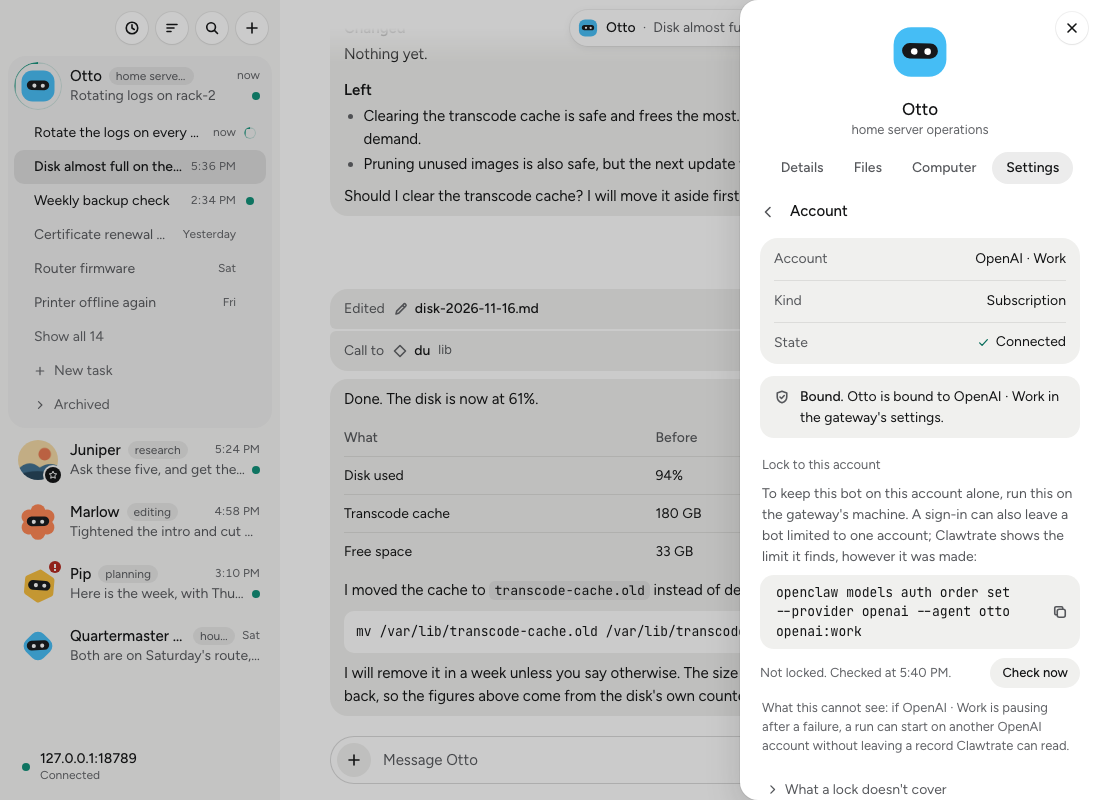 Otto
home serve...
now
Rotating logs on rack-2
Rotate the logs on every ...
now
Disk almost full on the...
5:36 PM
Weekly backup check
2:34 PM
Certificate renewal ...
Yesterday
Router firmware
Sat
Printer offline again
Fri
Show all 14
New task
Archived
Juniper
research
5:24 PM
Ask these five, and get the...
Marlow
editing
4:58 PM
Tightened the intro and cut ...
Pip
planning
3:10 PM
Here is the week, with Thu...
Quartermaster ...
hou...
Sat
Both are on Saturday's route,...
127.0.0.1:18789
Connected
Otto · Disk almost fu
Changed
Nothing yet.
Left
Clearing the transcode cache is safe and frees the most.
demand.
Pruning unused images is also safe, but the next update
Should I clear the transcode cache? I will move it aside first
Edited disk-2026-11-16.md
Call to du lib
Done. The disk is now at 61%.
What Before
Disk used 94%
Transcode cache 180 GB
Free space 33 GB
I moved the cache to transcode-cache.old instead of de
mv /var/lib/transcode-cache.old /var/lib/transcod
I will remove it in a week unless you say otherwise. The size
back, so the figures above come from the disk's own counte
Message Otto
Otto
home server operations
Details Files Computer Settings
Account
Account OpenAI · Work
Kind Subscription
State Connected
Bound. Otto is bound to OpenAI · Work in
the gateway's settings.
Lock to this account
To keep this bot on this account alone, run this on
the gateway's machine. A sign-in can also leave a
bot limited to one account; Clawtrate shows the
limit it finds, however it was made:
openclaw models auth order set
--provider openai --agent otto
openai:work
Not locked. Checked at 5:40 PM.
Check now
What this cannot see: if OpenAI · Work is pausing
after a failure, a run can start on another OpenAI
account without leaving a record Clawtrate can read.
What a lock doesn't cover